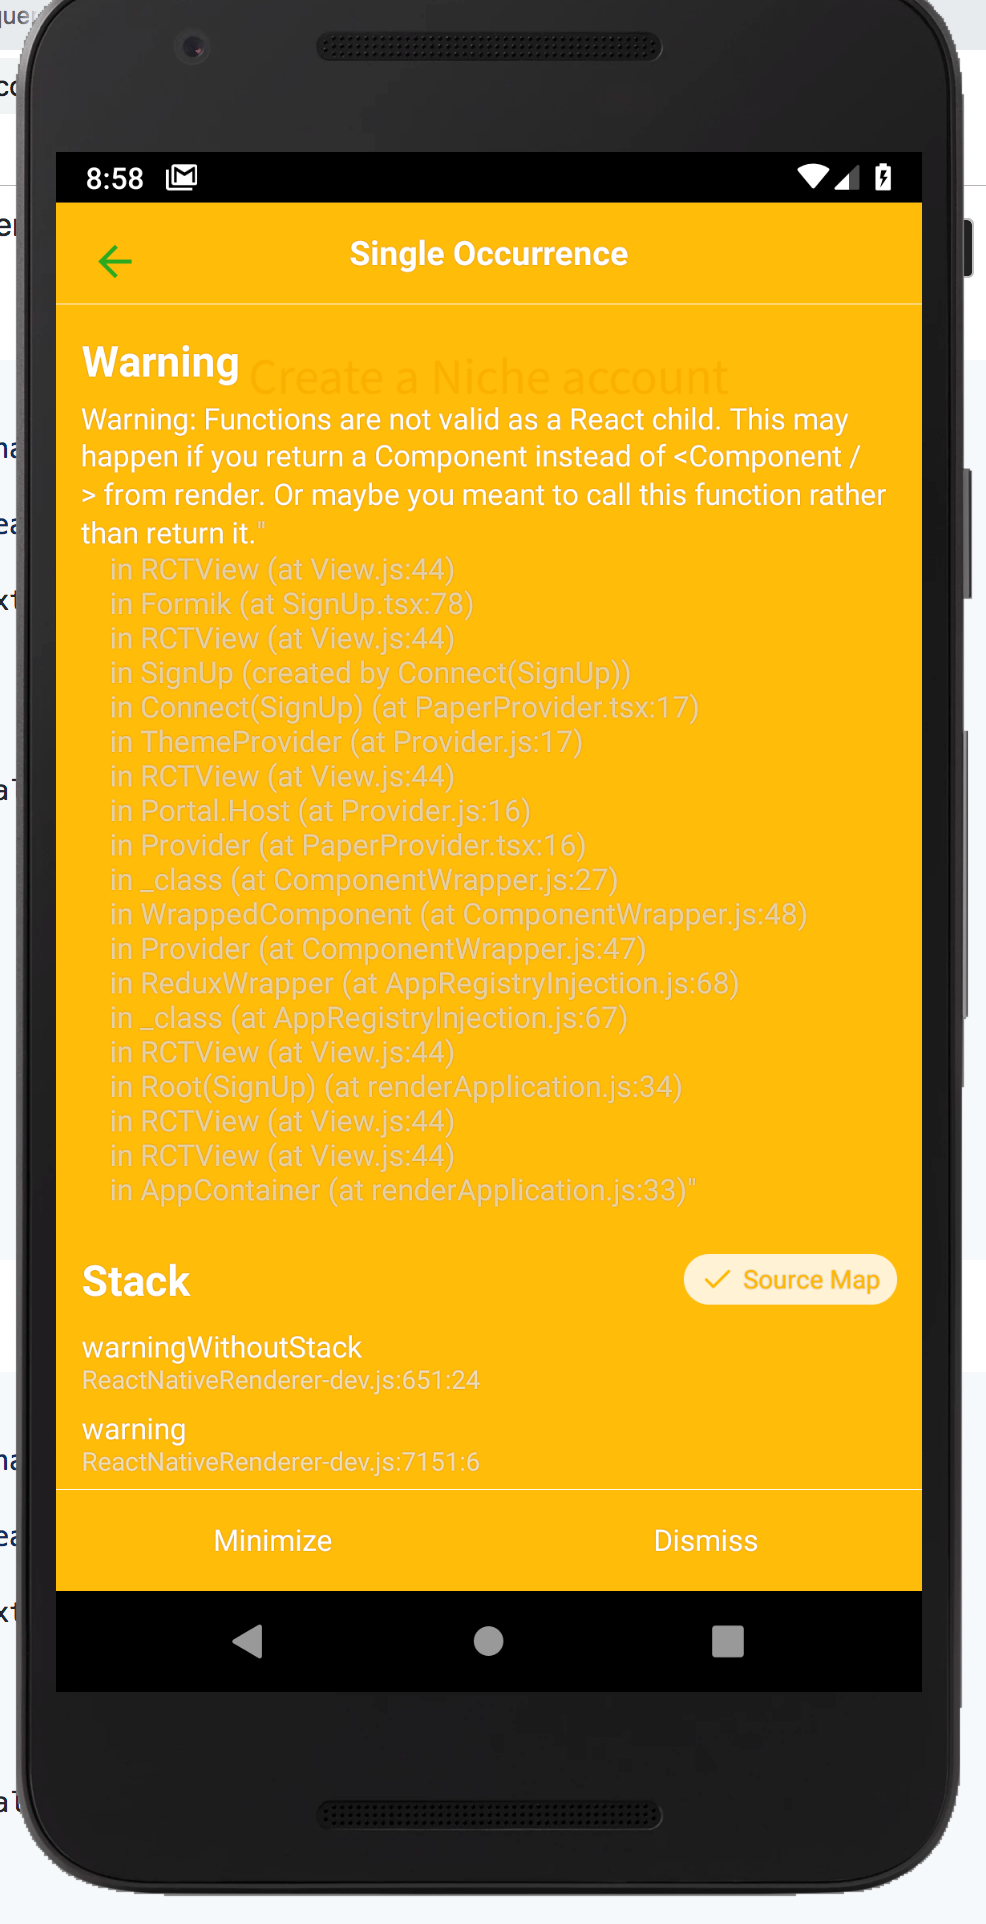 8:58
Single Occurrence
Create a Niche account
Warning
Warning: Functions are not valid as a React child. This may
happen if you return a Component instead of <Component /
> from render. Or maybe you meant to call this function rather
than return it."
in RCTView (at View.js:44)
in Formik (at SignUp.tsx:78)
in RCTView (at View.js:44)
in SignUp (created by Connect(SignUp))
in Connect(SignUp) (at PaperProvider.tsx:17)
in ThemeProvider (at Provider.js:17)
in RCTView (at View.js:44)
in Portal.Host (at Provider.js:16)
in Provider (at PaperProvider.tsx:16)
in _class (at ComponentWrapper.js:27)
in WrappedComponent (at ComponentWrapper.js:48)
in Provider (at ComponentWrapper.js:47)
in ReduxWrapper (at AppRegistryInjection.js:68)
in _class (at AppRegistryInjection.js:67)
in RCTView (at View.js:44)
in Root(SignUp) (at renderApplication.js:34)
in RCTView (at View.js:44)
in RCTView (at View.js:44)
in AppContainer (at renderApplication.js:33)"
Stack
Source Map
warningWithoutStack
ReactNativeRenderer-dev.js:651:24
warning
ReactNativeRenderer-dev.js:7151:6
Minimize
Dismiss